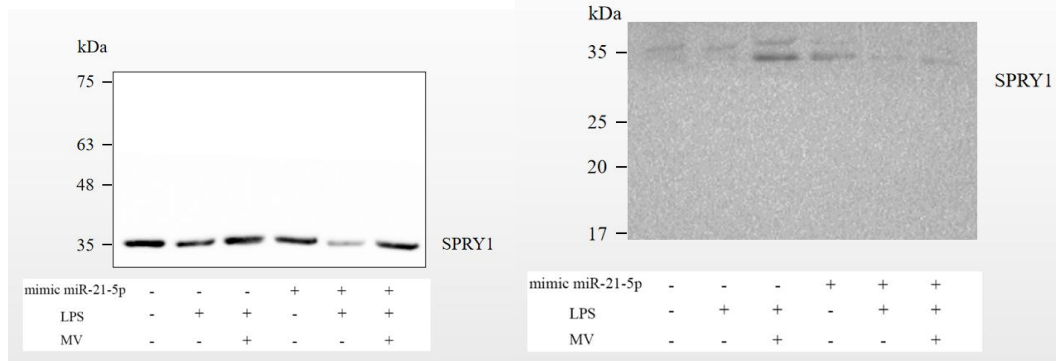 kDa
75
63
48
35
SPRY1
mimic miR-21-5p - - - + + +
LPS - + + - + +
MV - - + - - +
kDa
35
25
20
17
SPRY1
mimic miR-21-5p - - - + + +
LPS - + + - + +
MV - - + - - +